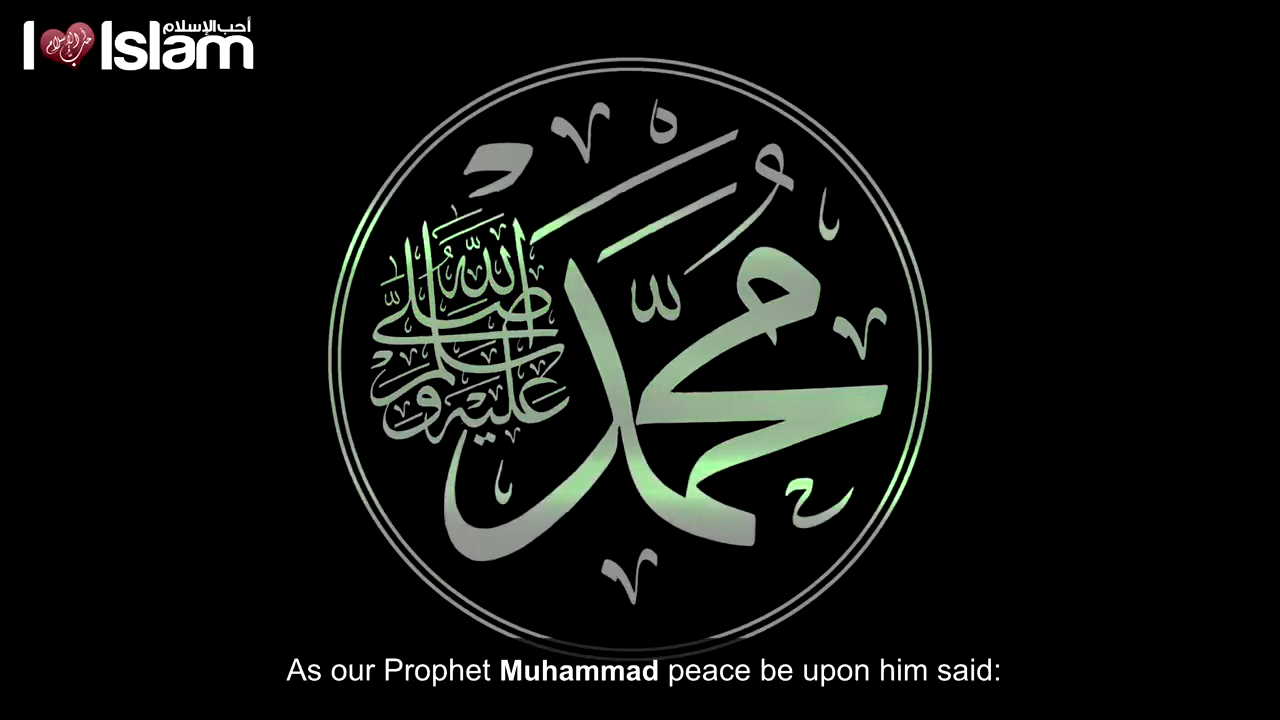 I Islam
أحب الإسلام
محمد
صلى الله عليه وسلم
As our Prophet Muhammad peace be upon him said: